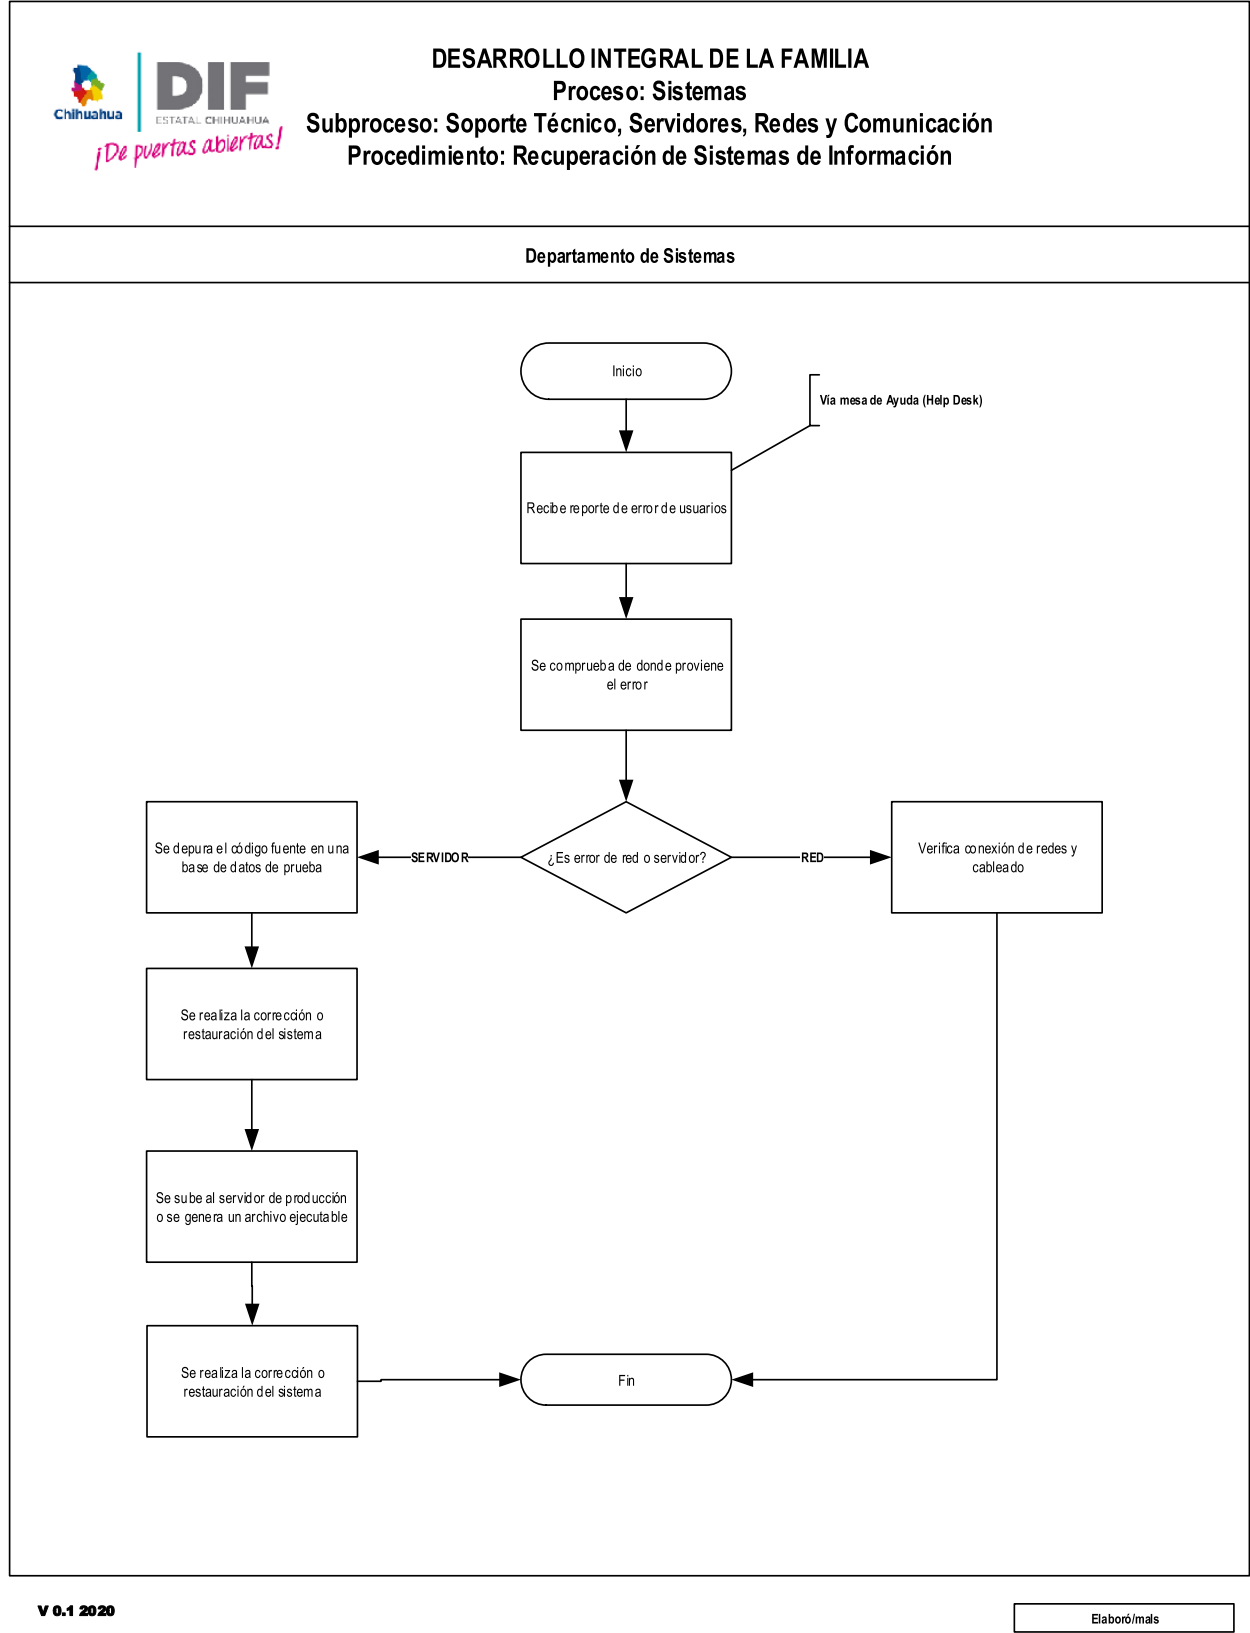 Chihuahua
DIF
ESTATAL CHIHUAHUA
¡De puertas abiertas!
DESARROLLO INTEGRAL DE LA FAMILIA
Proceso: Sistemas
Subproceso: Soporte Técnico, Servidores, Redes y Comunicación
Procedimiento: Recuperación de Sistemas de Información
Departamento de Sistemas
Inicio
Vía mesa de Ayuda (Help Desk)
Recibe reporte de error de usuarios
Se comprueba de donde proviene
el error
Se depura el código fuente en una
base de datos de prueba
SERVIDOR
¿Es error de red o servidor?
RED
Verifica conexión de redes y
cableado
Se realiza la corrección o
restauración del sistema
Se sube al servidor de producción
o se genera un archivo ejecutable
Se realiza la corrección o
restauración del sistema
Fin
V 0.1 2020
Elaboró/mals